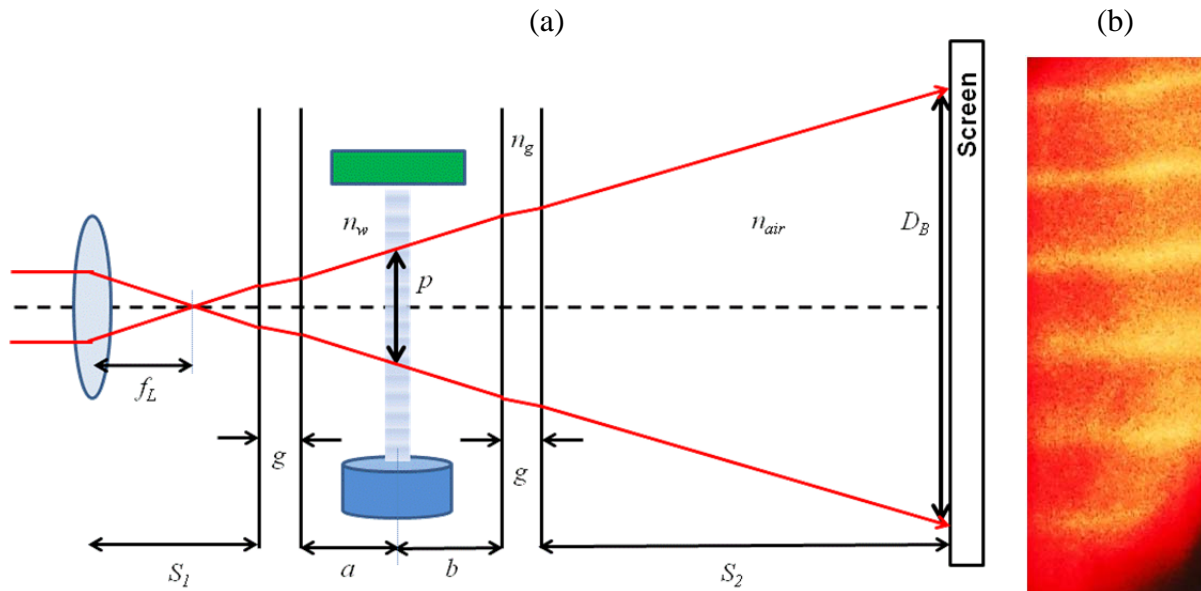 (a)
(b)
Screen
n_g
n_w
n_air
D_B
p
f_L
g
g
S_1
a
b
S_2